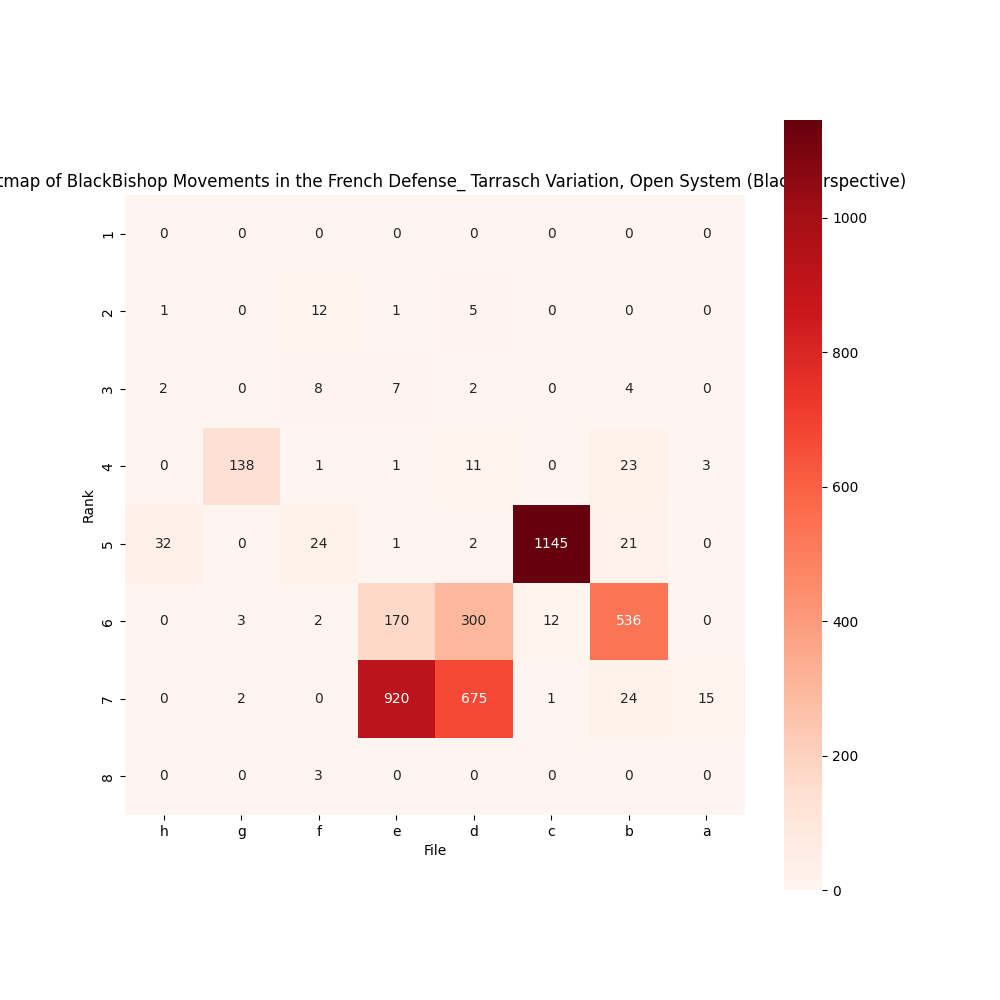 tmap of BlackBishop Movements in the French Defense_ Tarrasch Variation, Open System (Blac rspective)
1 0 0 0 0 0 0 0 0
2 1 0 12 1 5 0 0 0
3 2 0 8 7 2 0 4 0
4 0 138 1 1 11 0 23 3
5 32 0 24 1 2 1145 21 0
6 0 3 2 170 300 12 536 0
7 0 2 0 920 675 1 24 15
8 0 0 3 0 0 0 0 0
h g f e d c b a
Rank
File
1000
800
600
400
200
0